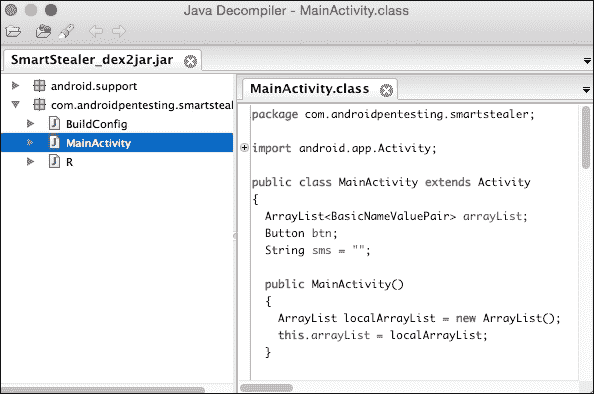 Java Decompiler - MainActivity.class
SmartStealer_dex2jar.jar
android.support
com.androidpentesting.smartsteal
BuildConfig
MainActivity
R
MainActivity.class
package com.androidpentesting.smartstealer;
import android.app.Activity;
public class MainActivity extends Activity
{
ArrayList<BasicNameValuePair> arrayList;
Button btn;
String sms = "";
public MainActivity()
{
ArrayList localArrayList = new ArrayList();
this.arrayList = localArrayList;
}